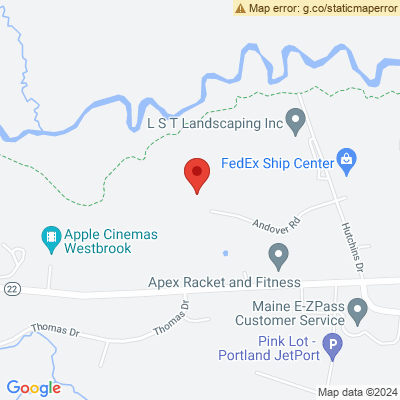 Map error: g.co/staticmaperror
L S T Landscaping Inc
FedEx Ship Center
Andover Rd
Hutchins Dr
Apple Cinemas
Westbrook
Apex Racket and Fitness
22
Thomas Dr
Thomas Dr
Maine E-ZPass
Customer Service
Pink Lot -
Portland JetPort
P
Google
Map data ©2024